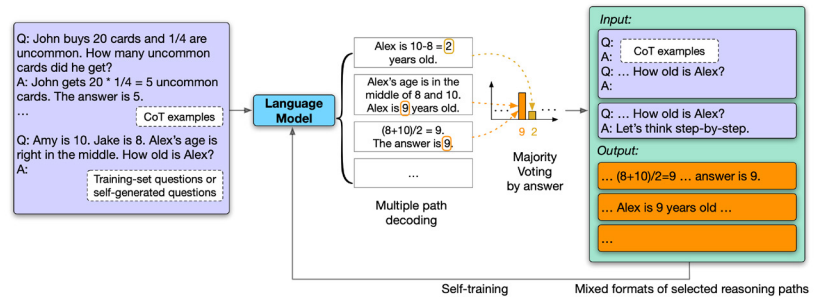 Q: John buys 20 cards and 1/4 are
uncommon. How many uncommon
cards did he get?
A: John gets 20 * 1/4 = 5 uncommon
cards. The answer is 5.
…
CoT examples
Q: Amy is 10. Jake is 8. Alex's age is
right in the middle. How old is Alex?
A:
Training-set questions or
self-generated questions
Language
Model
Alex is 10-8 = 2
years old.
Alex's age is in the
middle of 8 and 10.
Alex is 9 years old.
(8+10)/2 = 9.
The answer is 9.
…
Multiple path
decoding
…
…
9 2
Majority
Voting
by answer
Input:
Q:
A:
CoT examples
Q: … How old is Alex?
A:
Q: … How old is Alex?
A: Let's think step-by-step.
Output:
… (8+10)/2=9 … answer is 9.
… Alex is 9 years old …
…
Self-training
Mixed formats of selected reasoning paths